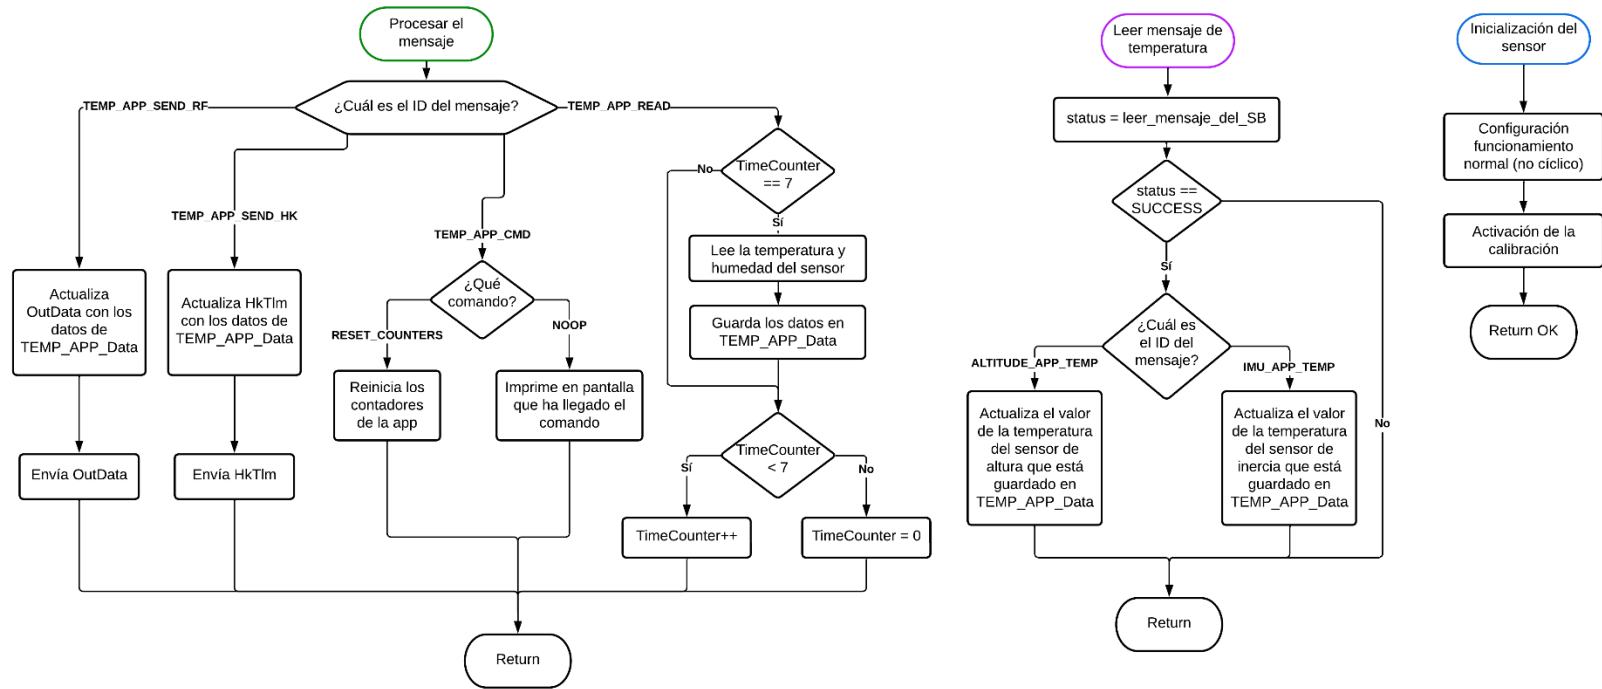 Procesar el
mensaje
¿Cuál es el ID del mensaje?
TEMP_APP_SEND_RF
TEMP_APP_READ
TEMP_APP_SEND_HK
TEMP_APP_CMD
Actualiza
OutData con los
datos de
TEMP_APP_Data
Envía OutData
Actualiza HkTlm
con los datos de
TEMP_APP_Data
Envía HkTlm
¿Qué
comando?
RESET_COUNTERS
NOOP
Reinicia los
contadores
de la app
Imprime en pantalla
que ha llegado el
comando
TimeCounter
== 7
No
Sí
Lee la temperatura y
humedad del sensor
Guarda los datos en
TEMP_APP_Data
TimeCounter
< 7
Sí
No
TimeCounter++
TimeCounter = 0
Return
Leer mensaje de
temperatura
status = leer_mensaje_del_SB
status ==
SUCCESS
Sí
No
¿Cuál es
el ID del
mensaje?
ALTITUDE_APP_TEMP
IMU_APP_TEMP
Actualiza el valor
de la temperatura
del sensor de
altura que está
guardado en
TEMP_APP_Data
Actualiza el valor
de la temperatura
del sensor de
inercia que está
guardado en
TEMP_APP_Data
Return
Inicialización del
sensor
Configuración
funcionamiento
normal (no cíclico)
Activación de la
calibración
Return OK